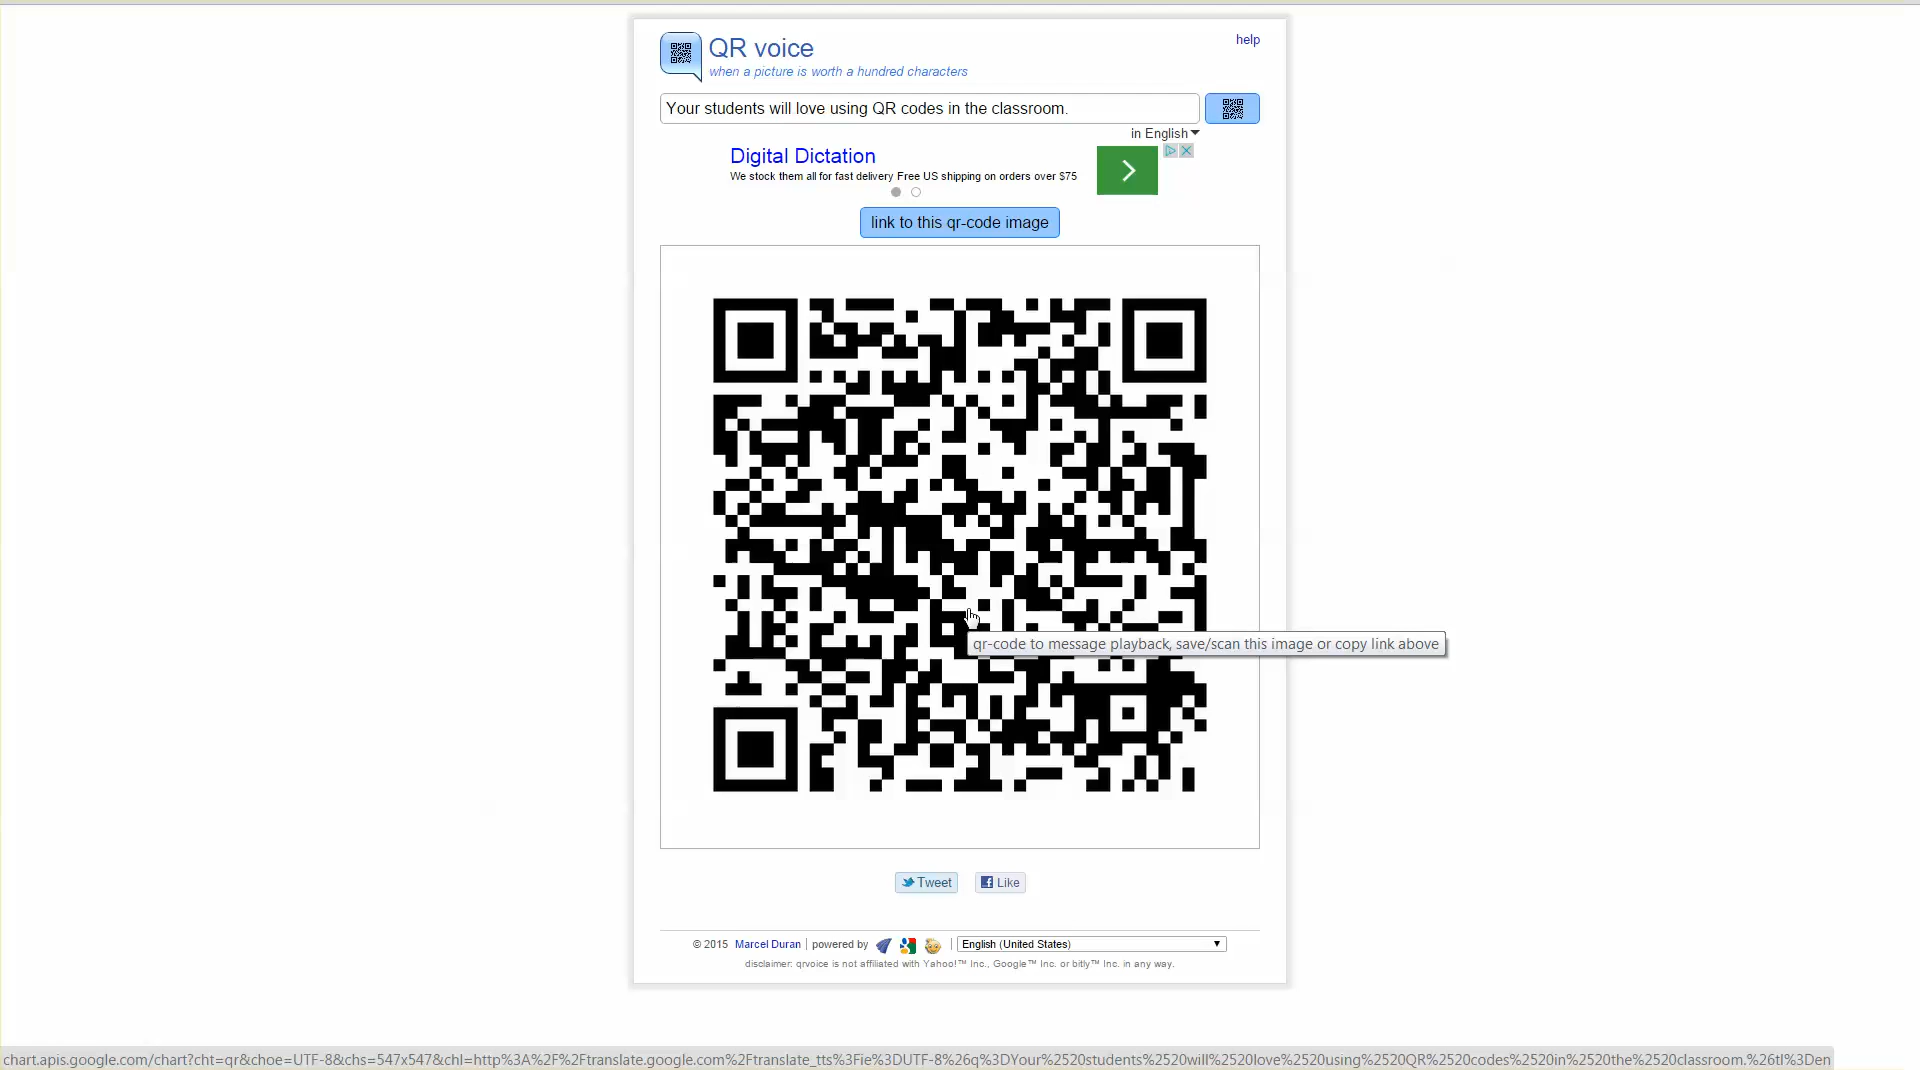 QR voice
help
when a picture is worth a hundred characters
Your students will love using QR codes in the classroom.
in English
Digital Dictation
We stock them all for fast delivery Free US shipping on orders over $75
link to this qr-code image
qr-code to message playback, save/scan this image or copy link above
Tweet
Like
© 2015 Marcel Duran | powered by | English (United States)
disclaimer: qrvoice is not affiliated with Yahoo!™ Inc., Google™ Inc. or bitly™ Inc. in any way.
chart.apis.google.com/chart?cht=qr&choe=UTF-8&chs=547x547&chl=http%3A%2F%2Ftranslate.google.com%2Ftranslate_tts%3Fie%3DUTF-8%26q%3DYour%2520students%2520will%2520love%2520using%2520QR%2520codes%2520in%2520the%2520classroom.%26tl%3Den